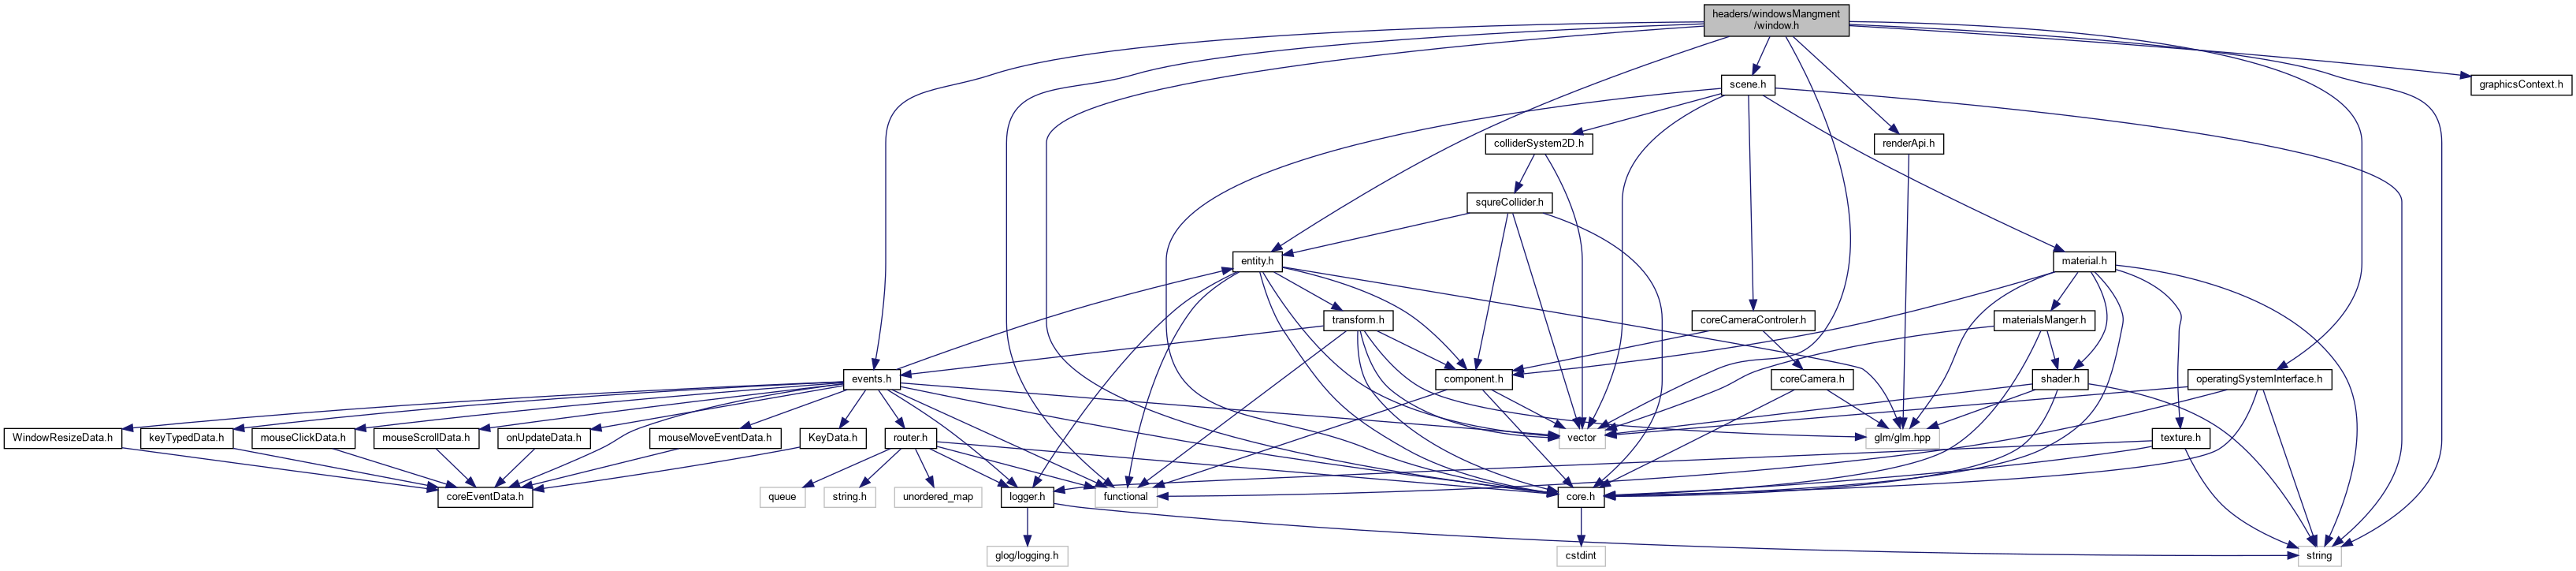 headers/windowsMangment
/window.h
scene.h
graphicsContext.h
colliderSystem2D.h
renderApi.h
squreCollider.h
entity.h
material.h
transform.h
coreCameraControler.h
materialsManger.h
events.h
component.h
coreCamera.h
shader.h
operatingSystemInterface.h
WindowResizeData.h
keyTypedData.h
mouseClickData.h
mouseScrollData.h
onUpdateData.h
mouseMoveEventData.h
KeyData.h
router.h
vector
glm/glm.hpp
texture.h
coreEventData.h
queue
string.h
unordered_map
logger.h
functional
core.h
glog/logging.h
cstdint
string